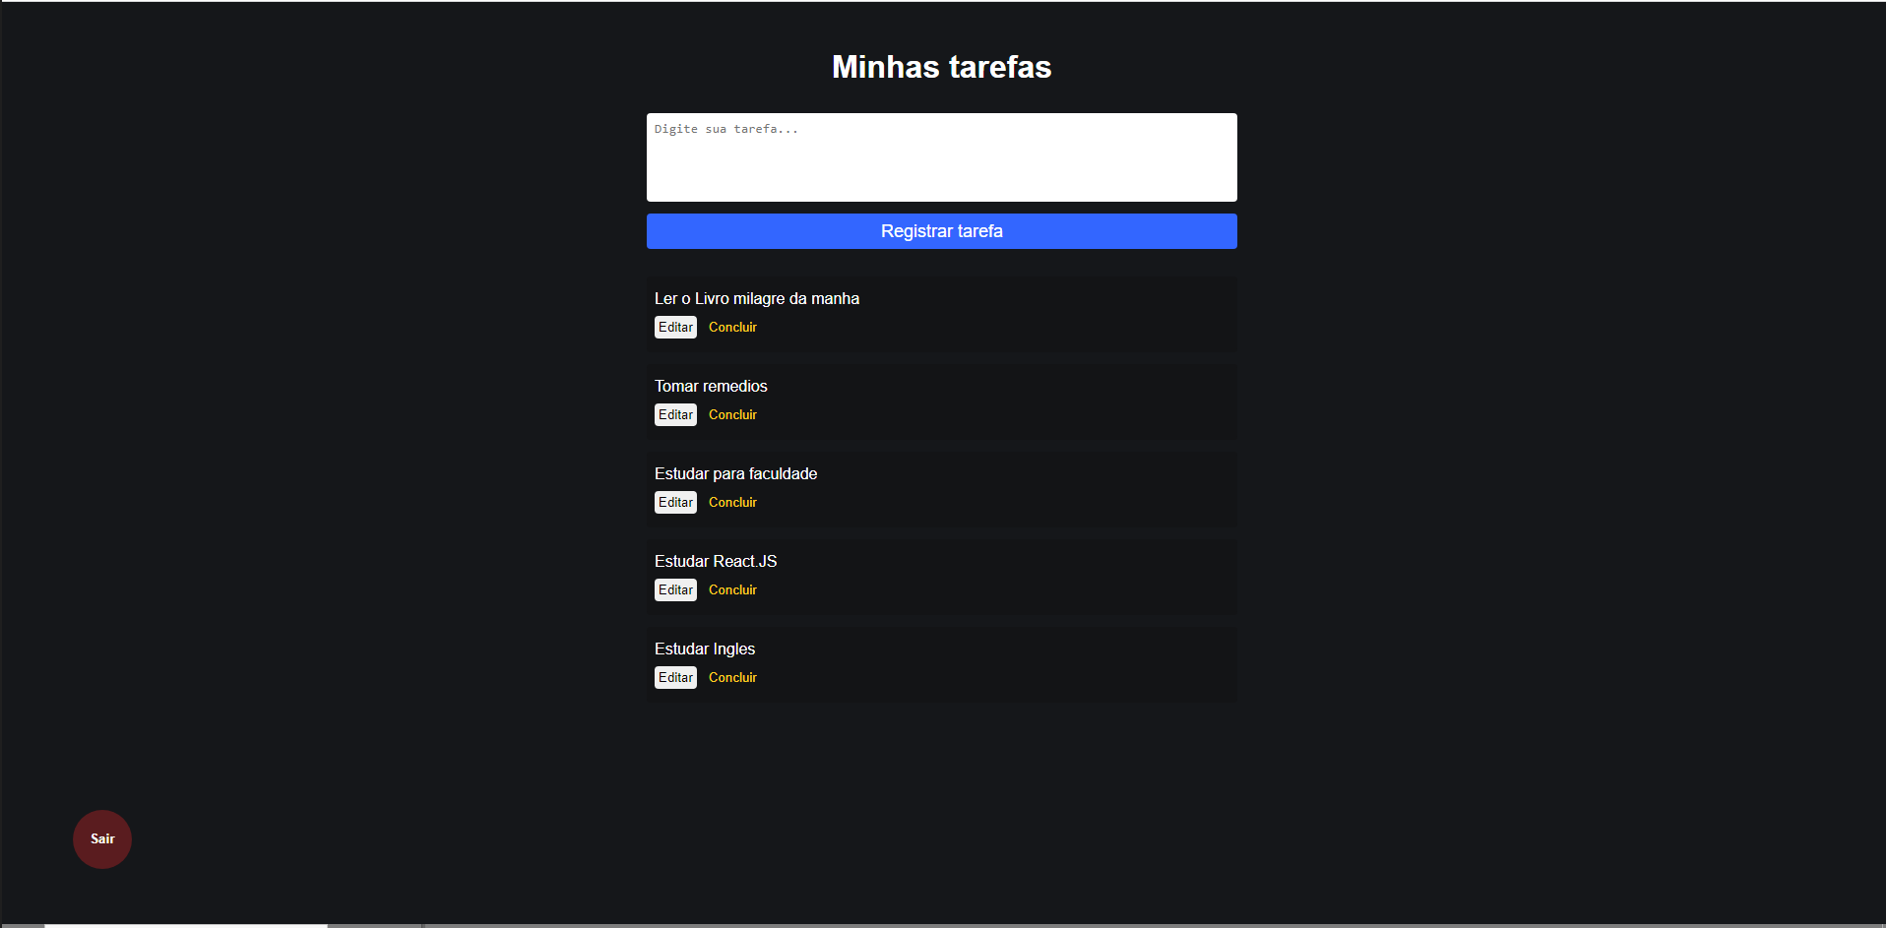 Minhas tarefas
Digite sua tarefa...
Registrar tarefa
Ler o Livro milagre da manha
Editar Concluir
Tomar remedios
Editar Concluir
Estudar para faculdade
Editar Concluir
Estudar React.JS
Editar Concluir
Estudar Ingles
Editar Concluir
Sair